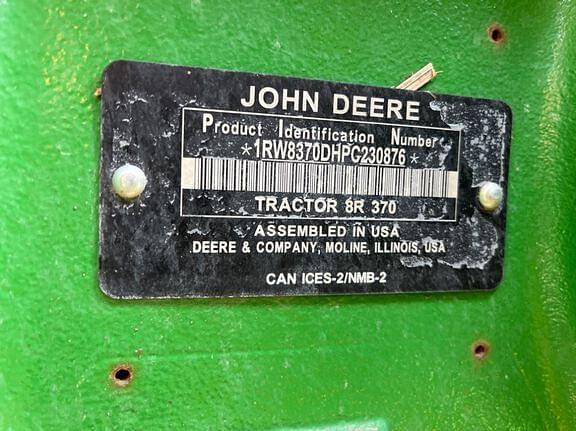 JOHN DEERE
Product Identification Number
*1RW8370DHPC230876*
TRACTOR 8R 370
ASSEMBLED IN USA
DEERE & COMPANY, MOLINE, ILLINOIS, USA
CAN ICES-2/NMB-2